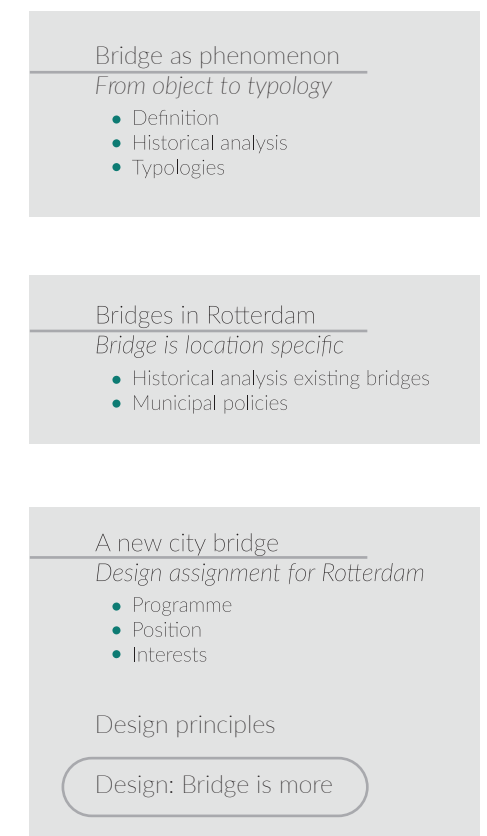 Bridge as phenomenon
From object to typology
Definition
Historical analysis
Typologies
Bridges in Rotterdam
Bridge is location specific
Historical analysis existing bridges
Municipal policies
A new city bridge
Design assignment for Rotterdam
Programme
Position
Interests
Design principles
Design: Bridge is more